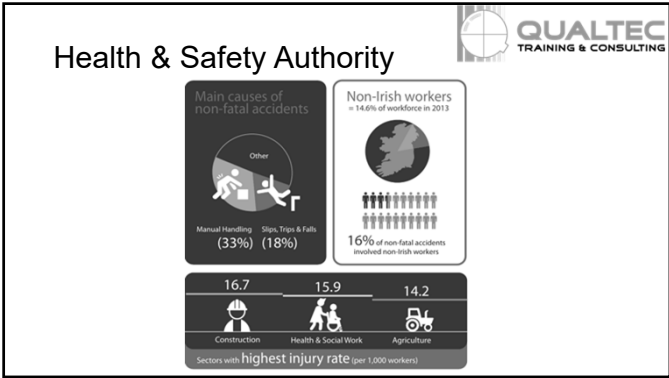 QUALTEC
TRAINING & CONSULTING
Health & Safety Authority
Main causes of
non-fatal accidents
Other
Manual Handling
(33%)
Slips, Trips & Falls
(18%)
Non-Irish workers
= 14.6% of workforce in 2013
16% of non-fatal accidents
involved non-Irish workers
16.7
Construction
15.9
Health & Social Work
14.2
Agriculture
Sectors with highest injury rate (per 1,000 workers)